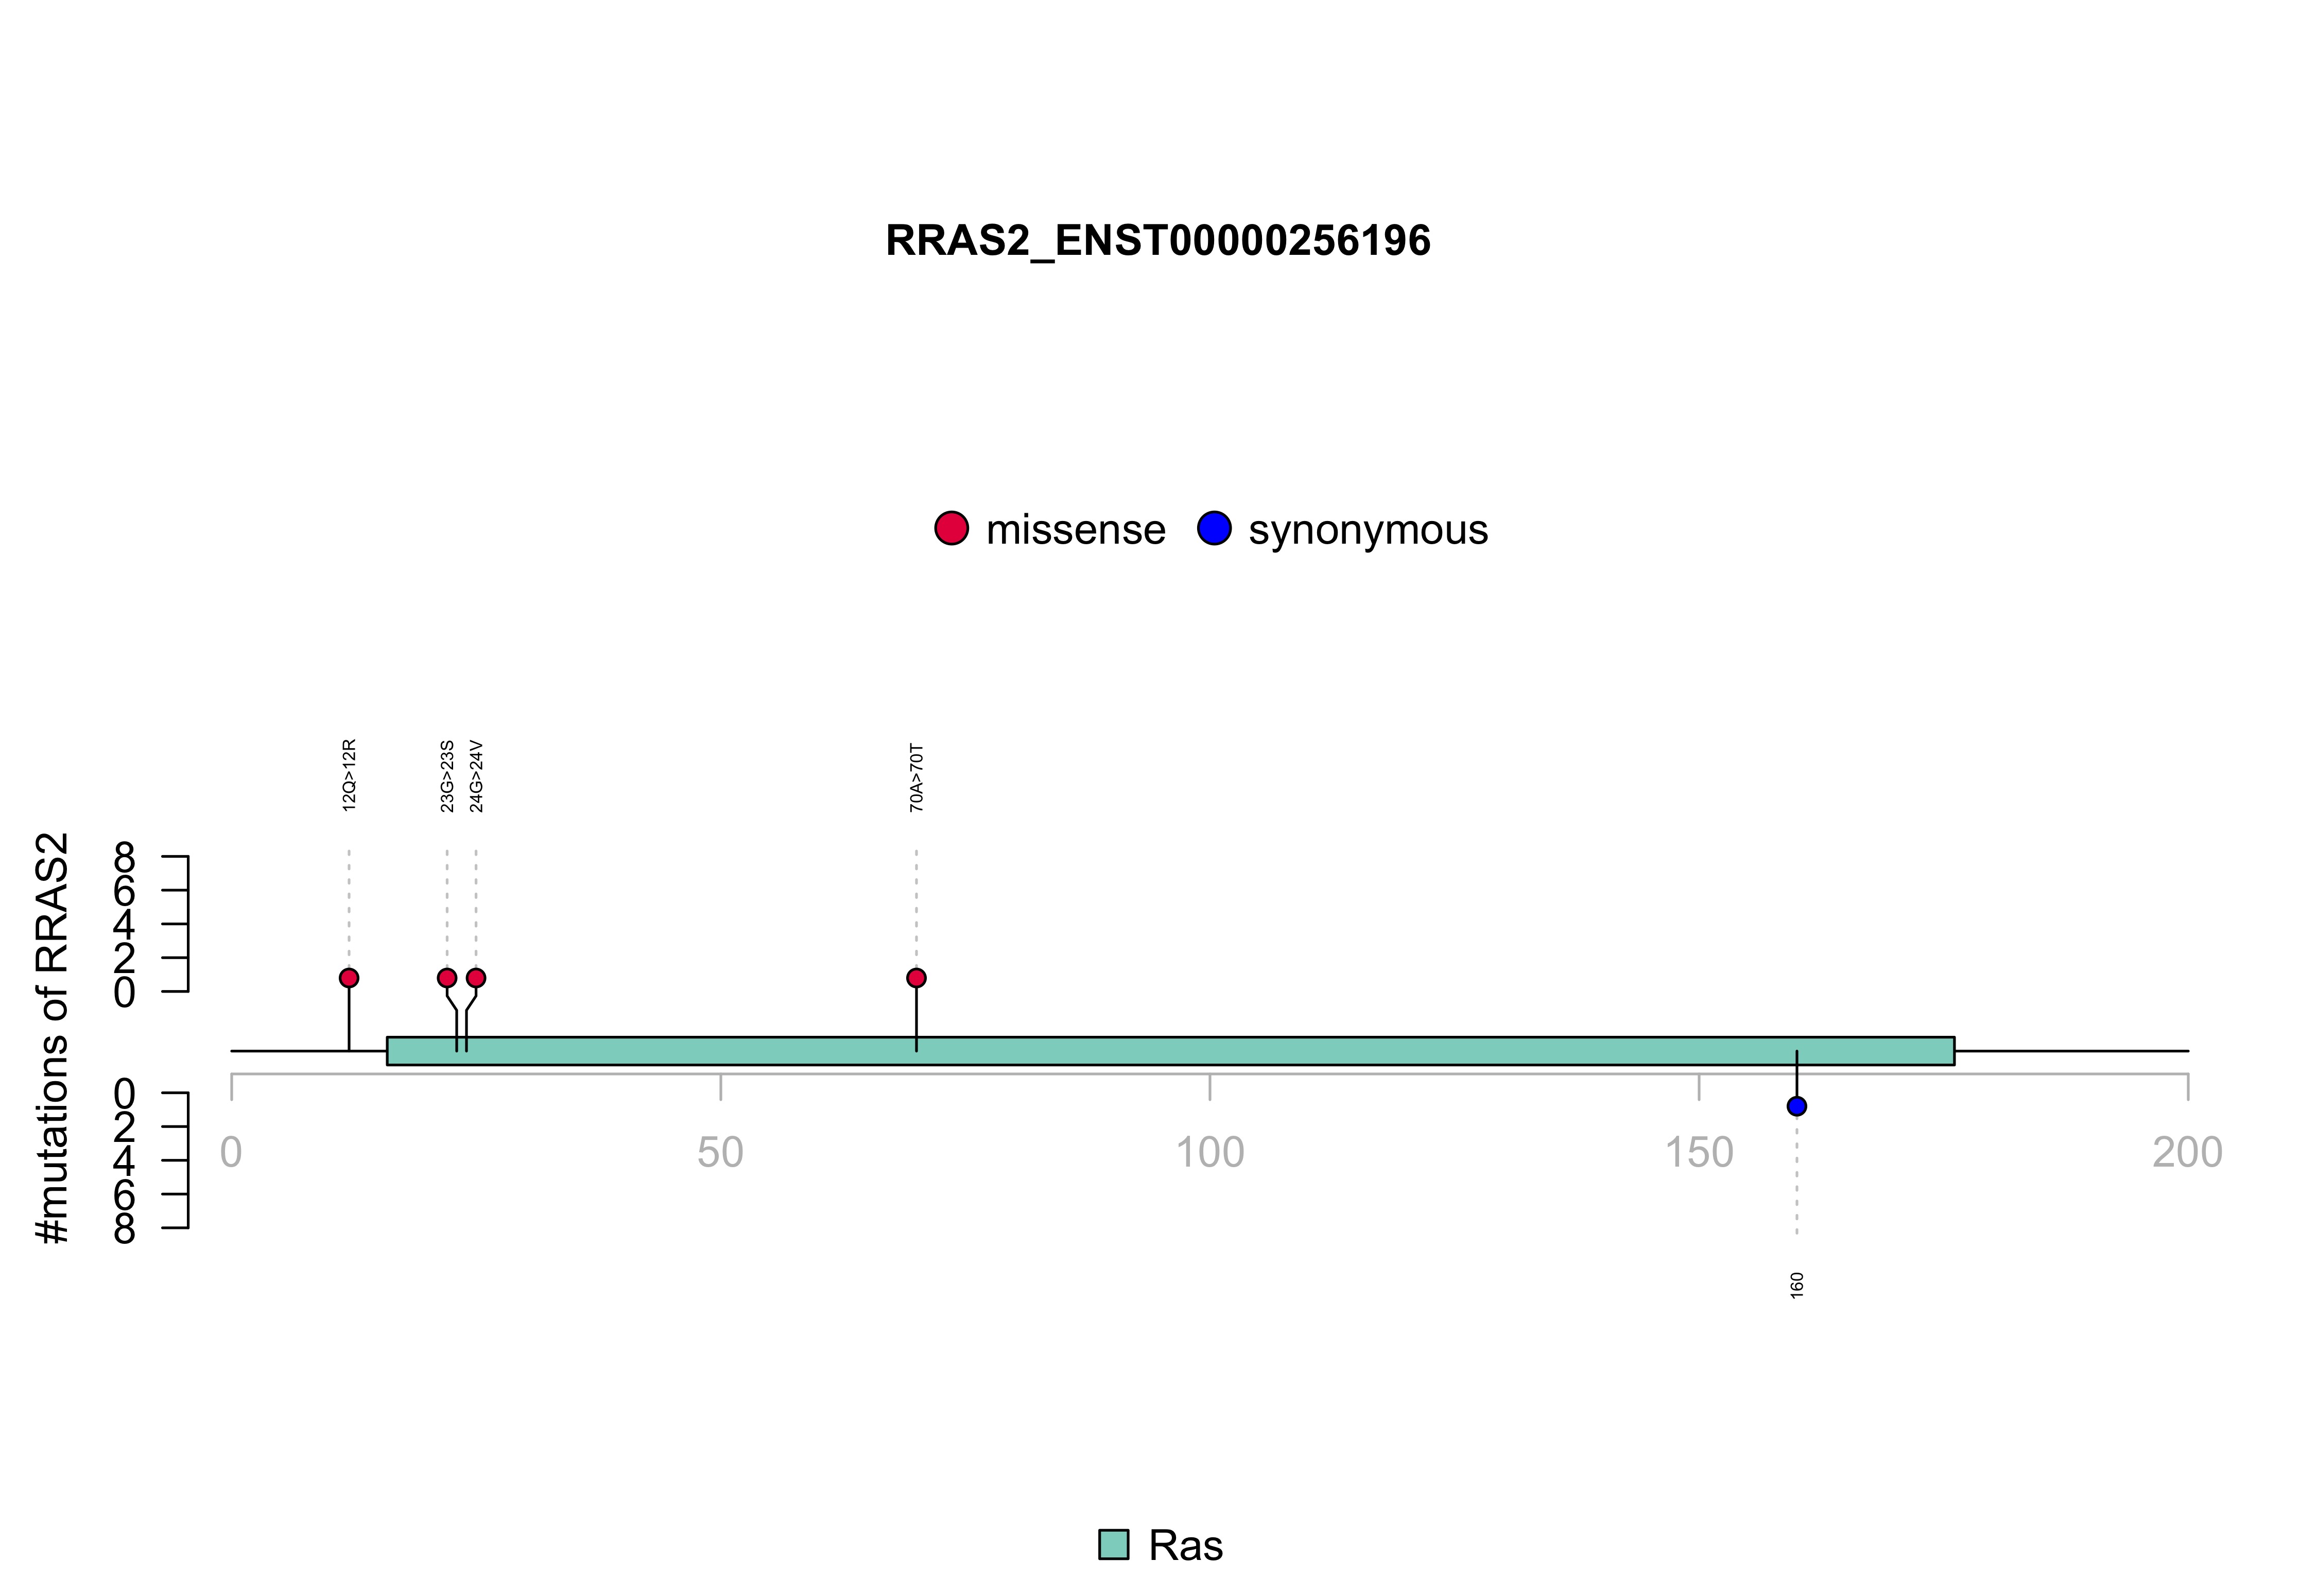 RRAS2_ENST00000256196
missense
synonymous
12Q>12R
23G>23S
24G>24V
70A>70T
#mutations of RRAS2
8
6
4
2
0
0
2
4
6
8
0
50
100
150
200
160
Ras